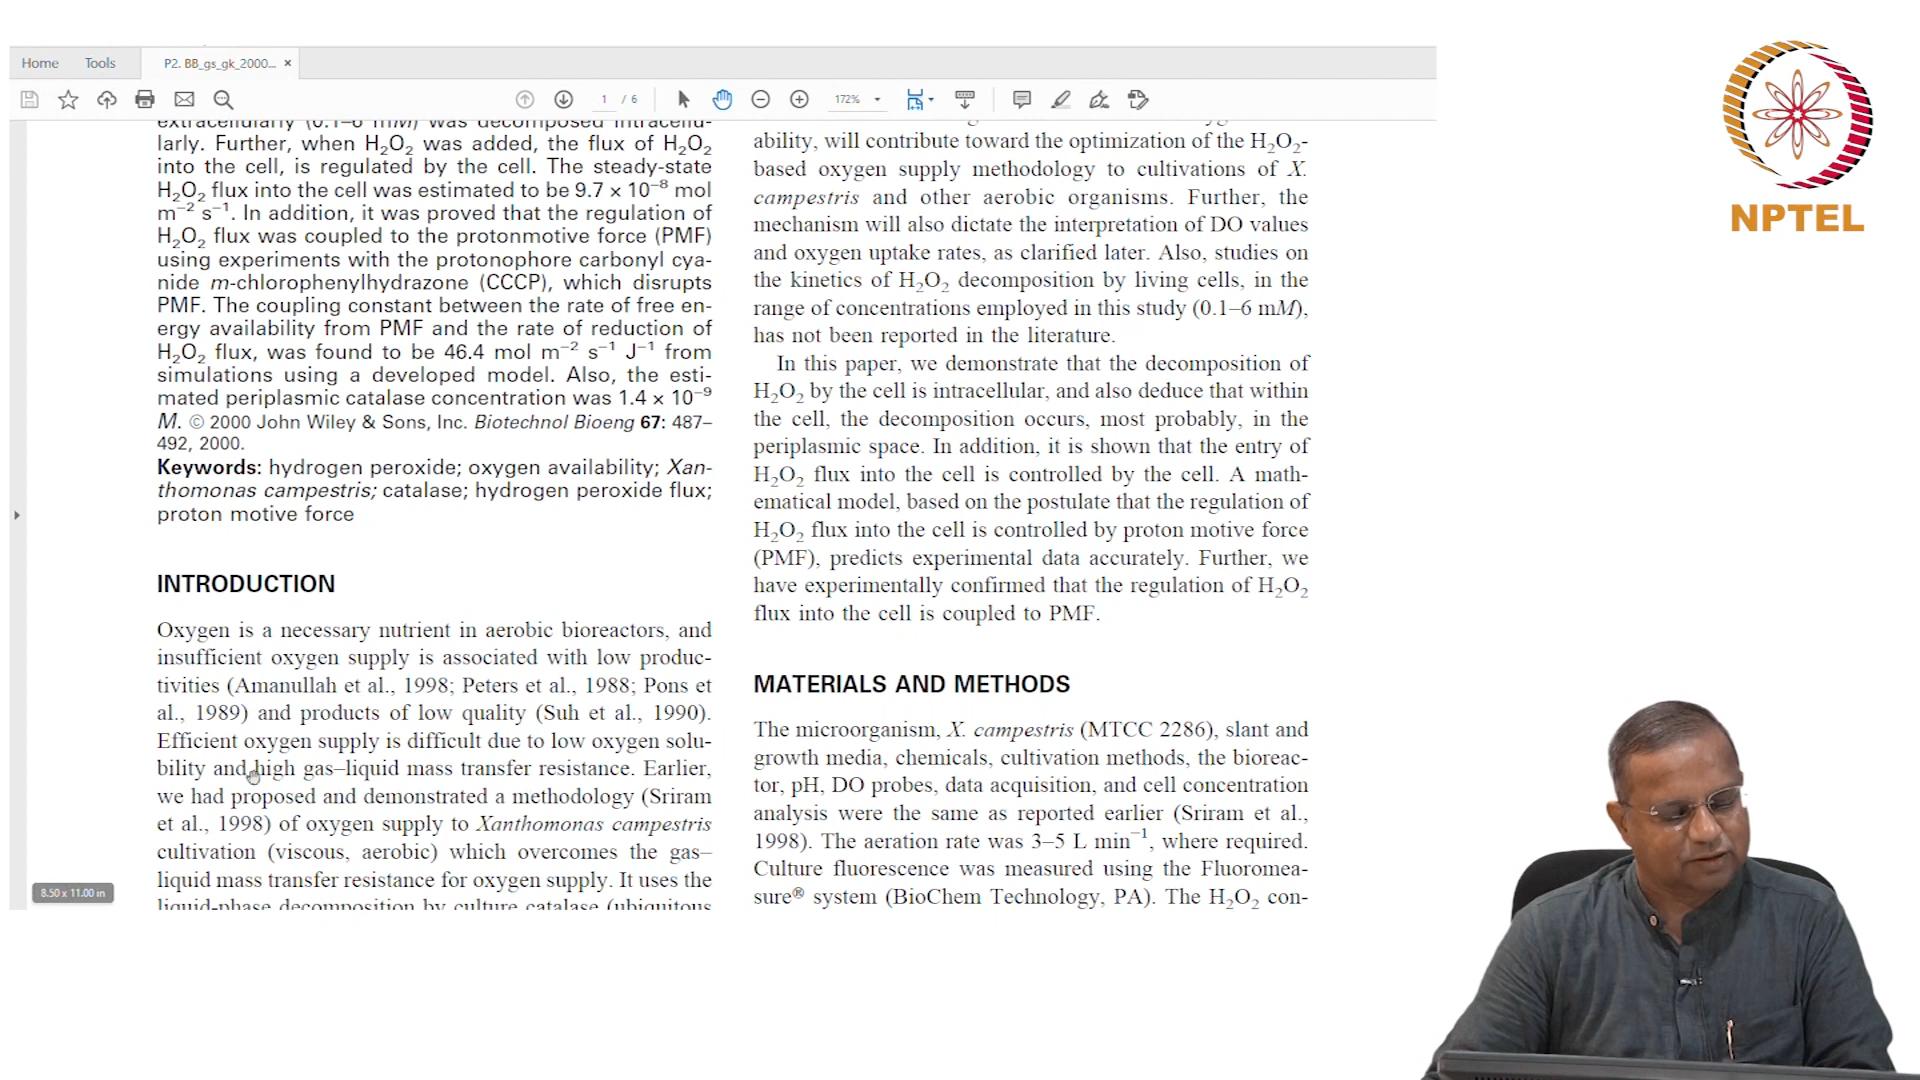 Home
Tools
P2. BB_gs_gk_2000... ×
1 / 6
172%
extracellularly (0.1–6 mM) was decomposed intracellu-
larly. Further, when H₂O₂ was added, the flux of H₂O₂
into the cell, is regulated by the cell. The steady-state
H₂O₂ flux into the cell was estimated to be 9.7 × 10⁻⁸ mol
m⁻² s⁻¹. In addition, it was proved that the regulation of
H₂O₂ flux was coupled to the protonmotive force (PMF)
using experiments with the protonophore carbonyl cya-
nide m-chlorophenylhydrazone (CCCP), which disrupts
PMF. The coupling constant between the rate of free en-
ergy availability from PMF and the rate of reduction of
H₂O₂ flux, was found to be 46.4 mol m⁻² s⁻¹ J⁻¹ from
simulations using a developed model. Also, the esti-
mated periplasmic catalase concentration was 1.4 × 10⁻⁹
M. © 2000 John Wiley & Sons, Inc. Biotechnol Bioeng 67: 487–
492, 2000.
Keywords: hydrogen peroxide; oxygen availability; Xan-
thomonas campestris; catalase; hydrogen peroxide flux;
proton motive force
INTRODUCTION
Oxygen is a necessary nutrient in aerobic bioreactors, and
insufficient oxygen supply is associated with low produc-
tivities (Amanullah et al., 1998; Peters et al., 1988; Pons et
al., 1989) and products of low quality (Suh et al., 1990).
Efficient oxygen supply is difficult due to low oxygen solu-
bility and high gas–liquid mass transfer resistance. Earlier,
we had proposed and demonstrated a methodology (Sriram
et al., 1998) of oxygen supply to Xanthomonas campestris
cultivation (viscous, aerobic) which overcomes the gas–
liquid mass transfer resistance for oxygen supply. It uses the
liquid-phase decomposition by culture catalase (ubiquitous
8.50 x 11.00 in
ability, will contribute toward the optimization of the H₂O₂-
based oxygen supply methodology to cultivations of X.
campestris and other aerobic organisms. Further, the
mechanism will also dictate the interpretation of DO values
and oxygen uptake rates, as clarified later. Also, studies on
the kinetics of H₂O₂ decomposition by living cells, in the
range of concentrations employed in this study (0.1–6 mM),
has not been reported in the literature.
In this paper, we demonstrate that the decomposition of
H₂O₂ by the cell is intracellular, and also deduce that within
the cell, the decomposition occurs, most probably, in the
periplasmic space. In addition, it is shown that the entry of
H₂O₂ flux into the cell is controlled by the cell. A math-
ematical model, based on the postulate that the regulation of
H₂O₂ flux into the cell is controlled by proton motive force
(PMF), predicts experimental data accurately. Further, we
have experimentally confirmed that the regulation of H₂O₂
flux into the cell is coupled to PMF.
MATERIALS AND METHODS
The microorganism, X. campestris (MTCC 2286), slant and
growth media, chemicals, cultivation methods, the bioreac-
tor, pH, DO probes, data acquisition, and cell concentration
analysis were the same as reported earlier (Sriram et al.,
1998). The aeration rate was 3–5 L min⁻¹, where required.
Culture fluorescence was measured using the Fluoromea-
sure® system (BioChem Technology, PA). The H₂O₂ con-
NPTEL